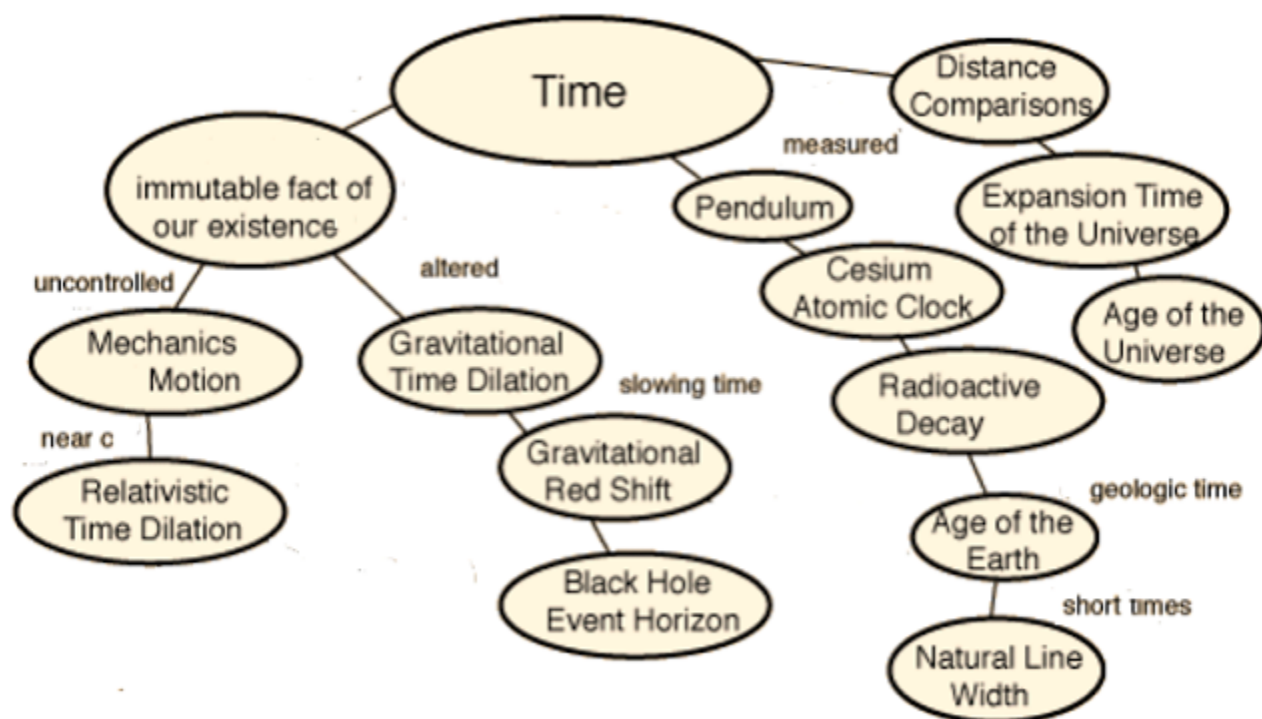 Time
Distance
Comparisons
measured
immutable fact of
our existence
Pendulum
Expansion Time
of the Universe
uncontrolled
altered
Cesium
Atomic Clock
Age of the
Universe
Mechanics
Motion
Gravitational
Time Dilation
slowing time
Radioactive
Decay
near c
Gravitational
Red Shift
Relativistic
Time Dilation
geologic time
Age of the
Earth
Black Hole
Event Horizon
short times
Natural Line
Width